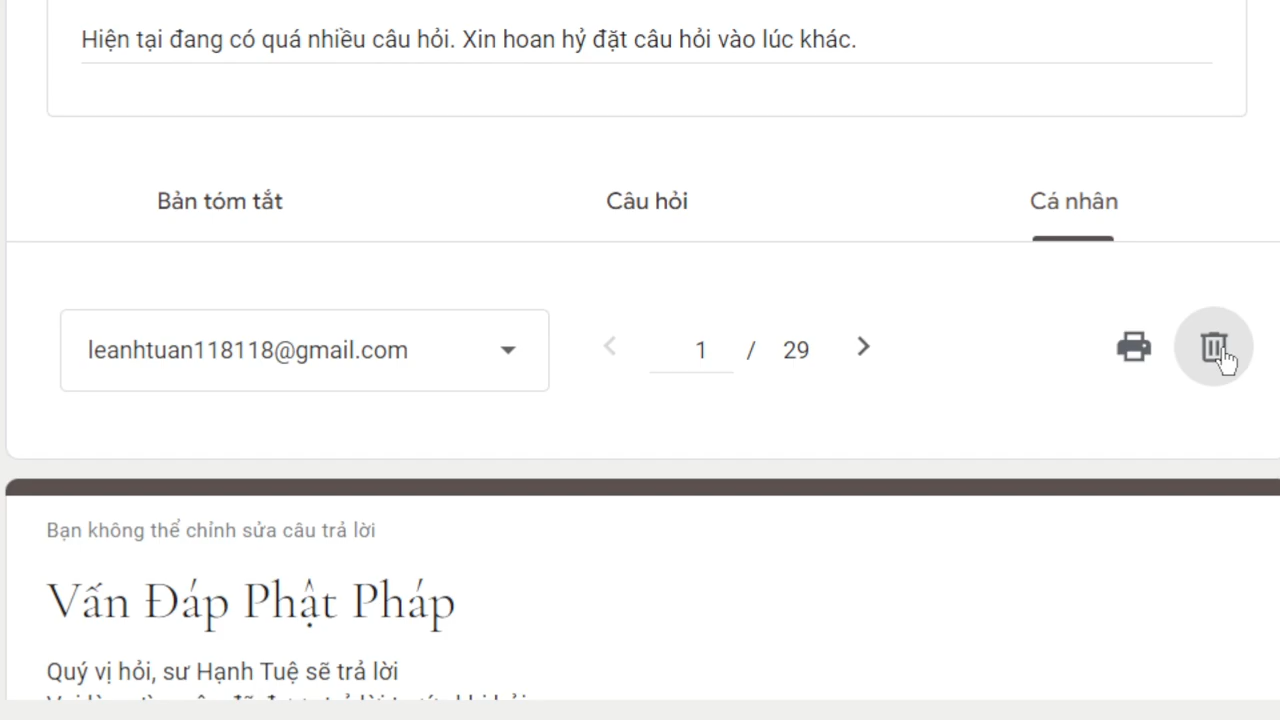 Hiện tại đang có quá nhiều câu hỏi. Xin hoan hỷ đặt câu hỏi vào lúc khác.
Bản tóm tắt Câu hỏi Cá nhân
leanhtuan118118@gmail.com 1 / 29
Bạn không thể chỉnh sửa câu trả lời
Vấn Đáp Phật Pháp
Quý vị hỏi, sư Hạnh Tuệ sẽ trả lời